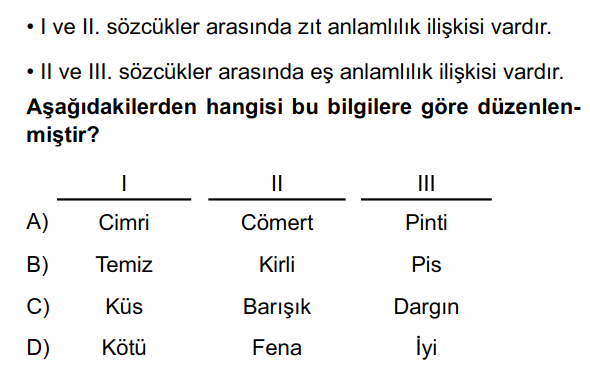 • I ve II. sözcükler arasında zıt anlamlılık ilişkisi vardır.
• II ve III. sözcükler arasında eş anlamlılık ilişkisi vardır.
Aşağıdakilerden hangisi bu bilgilere göre düzenlen-
miştir?
I II III
A) Cimri Cömert Pinti
B) Temiz Kirli Pis
C) Küs Barışık Dargın
D) Kötü Fena İyi